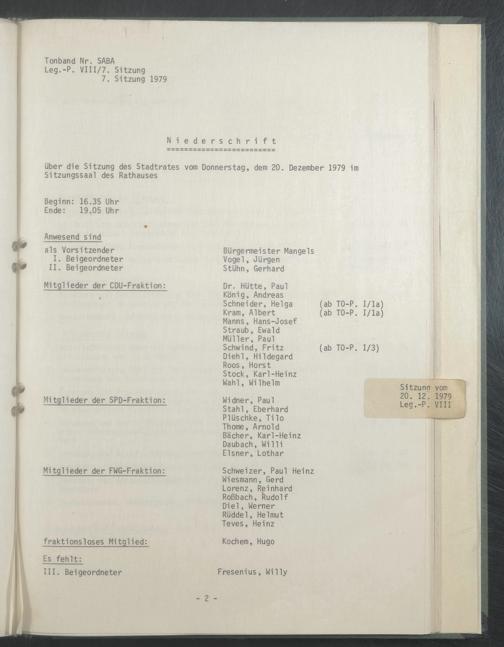 Tonband Nr. SABA
Leg.-P. VIII/7. Sitzung
7. Sitzung 1979
Niederschrift
=========================
über die Sitzung des Stadtrates vom Donnerstag, dem 20. Dezember 1979 im
Sitzungssaal des Rathauses
Beginn: 16.35 Uhr
Ende: 19.05 Uhr
Anwesend sind
als Vorsitzender Bürgermeister Mangels
I. Beigeordneter Vogel, Jürgen
II. Beigeordneter Stühn, Gerhard
Mitglieder der CDU-Fraktion: Dr. Hütte, Paul
König, Andreas
Schneider, Helga (ab TO-P. I/1a)
Kram, Albert (ab TO-P. I/1a)
Manns, Hans-Josef
Straub, Ewald
Müller, Paul
Schwind, Fritz (ab TO-P. I/3)
Diehl, Hildegard
Roos, Horst
Stock, Karl-Heinz
Wahl, Wilhelm
Sitzung vom
20. 12. 1979
Leg.-P. VIII
Mitglieder der SPD-Fraktion: Widner, Paul
Stahl, Eberhard
Plüschke, Tilo
Thome, Arnold
Bächer, Karl-Heinz
Daubach, Willi
Elsner, Lothar
Mitglieder der FWG-Fraktion: Schweizer, Paul Heinz
Wiesmann, Gerd
Lorenz, Reinhard
Roßbach, Rudolf
Diel, Werner
Rüddel, Helmut
Teves, Heinz
fraktionsloses Mitglied: Kochem, Hugo
Es fehlt:
III. Beigeordneter Fresenius, Willy
- 2 -